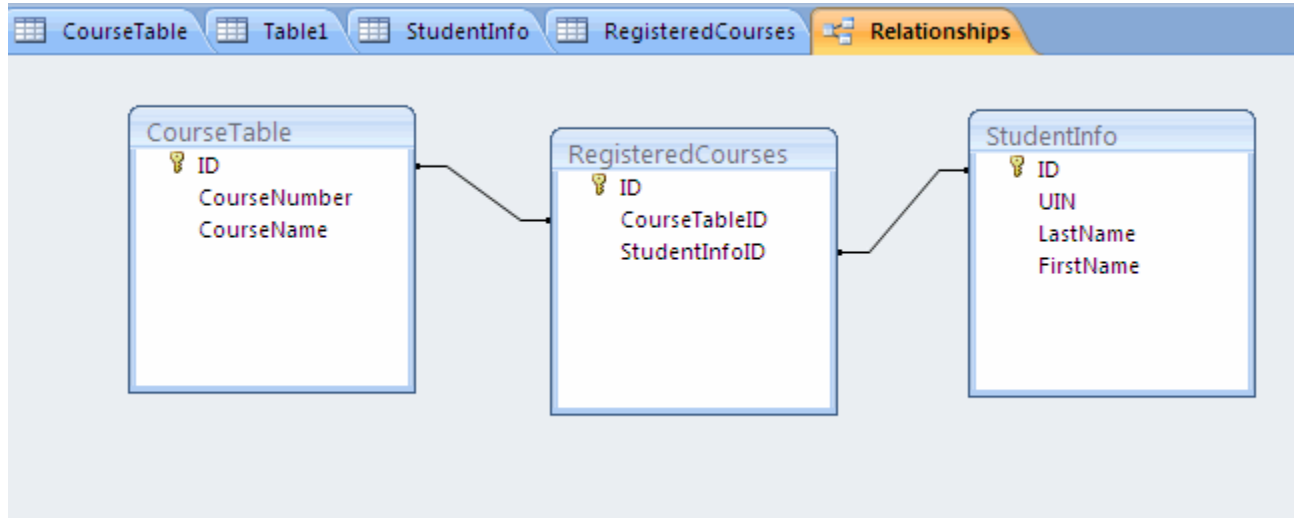 CourseTable Table1 StudentInfo RegisteredCourses Relationships
CourseTable
ID
CourseNumber
CourseName
RegisteredCourses
ID
CourseTableID
StudentInfoID
StudentInfo
ID
UIN
LastName
FirstName